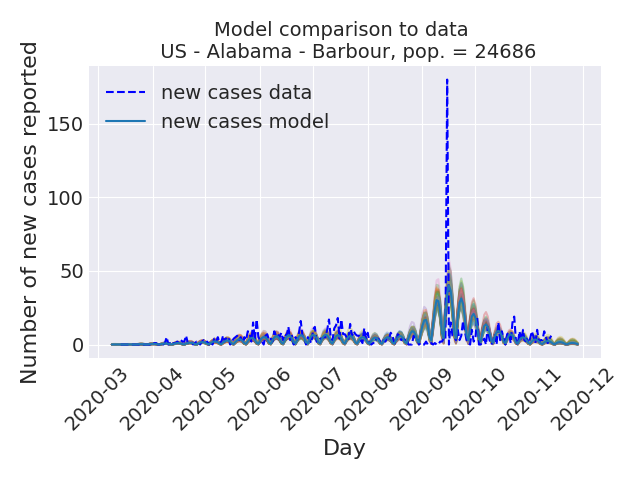 Model comparison to data
US - Alabama - Barbour, pop. = 24686
new cases data
new cases model
Number of new cases reported
150
100
50
0
2020-03
2020-04
2020-05
2020-06
2020-07
2020-08
2020-09
2020-10
2020-11
2020-12
Day